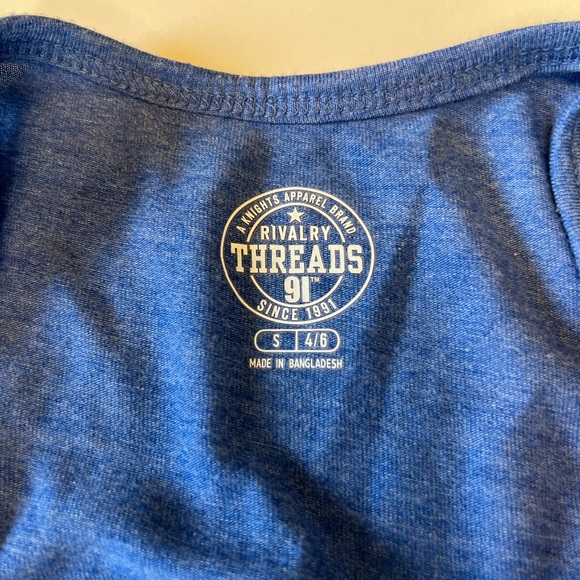 A KNIGHTS APPAREL BRAND
RIVALRY
THREADS
91™
SINCE 1991
S 4/6
MADE IN BANGLADESH